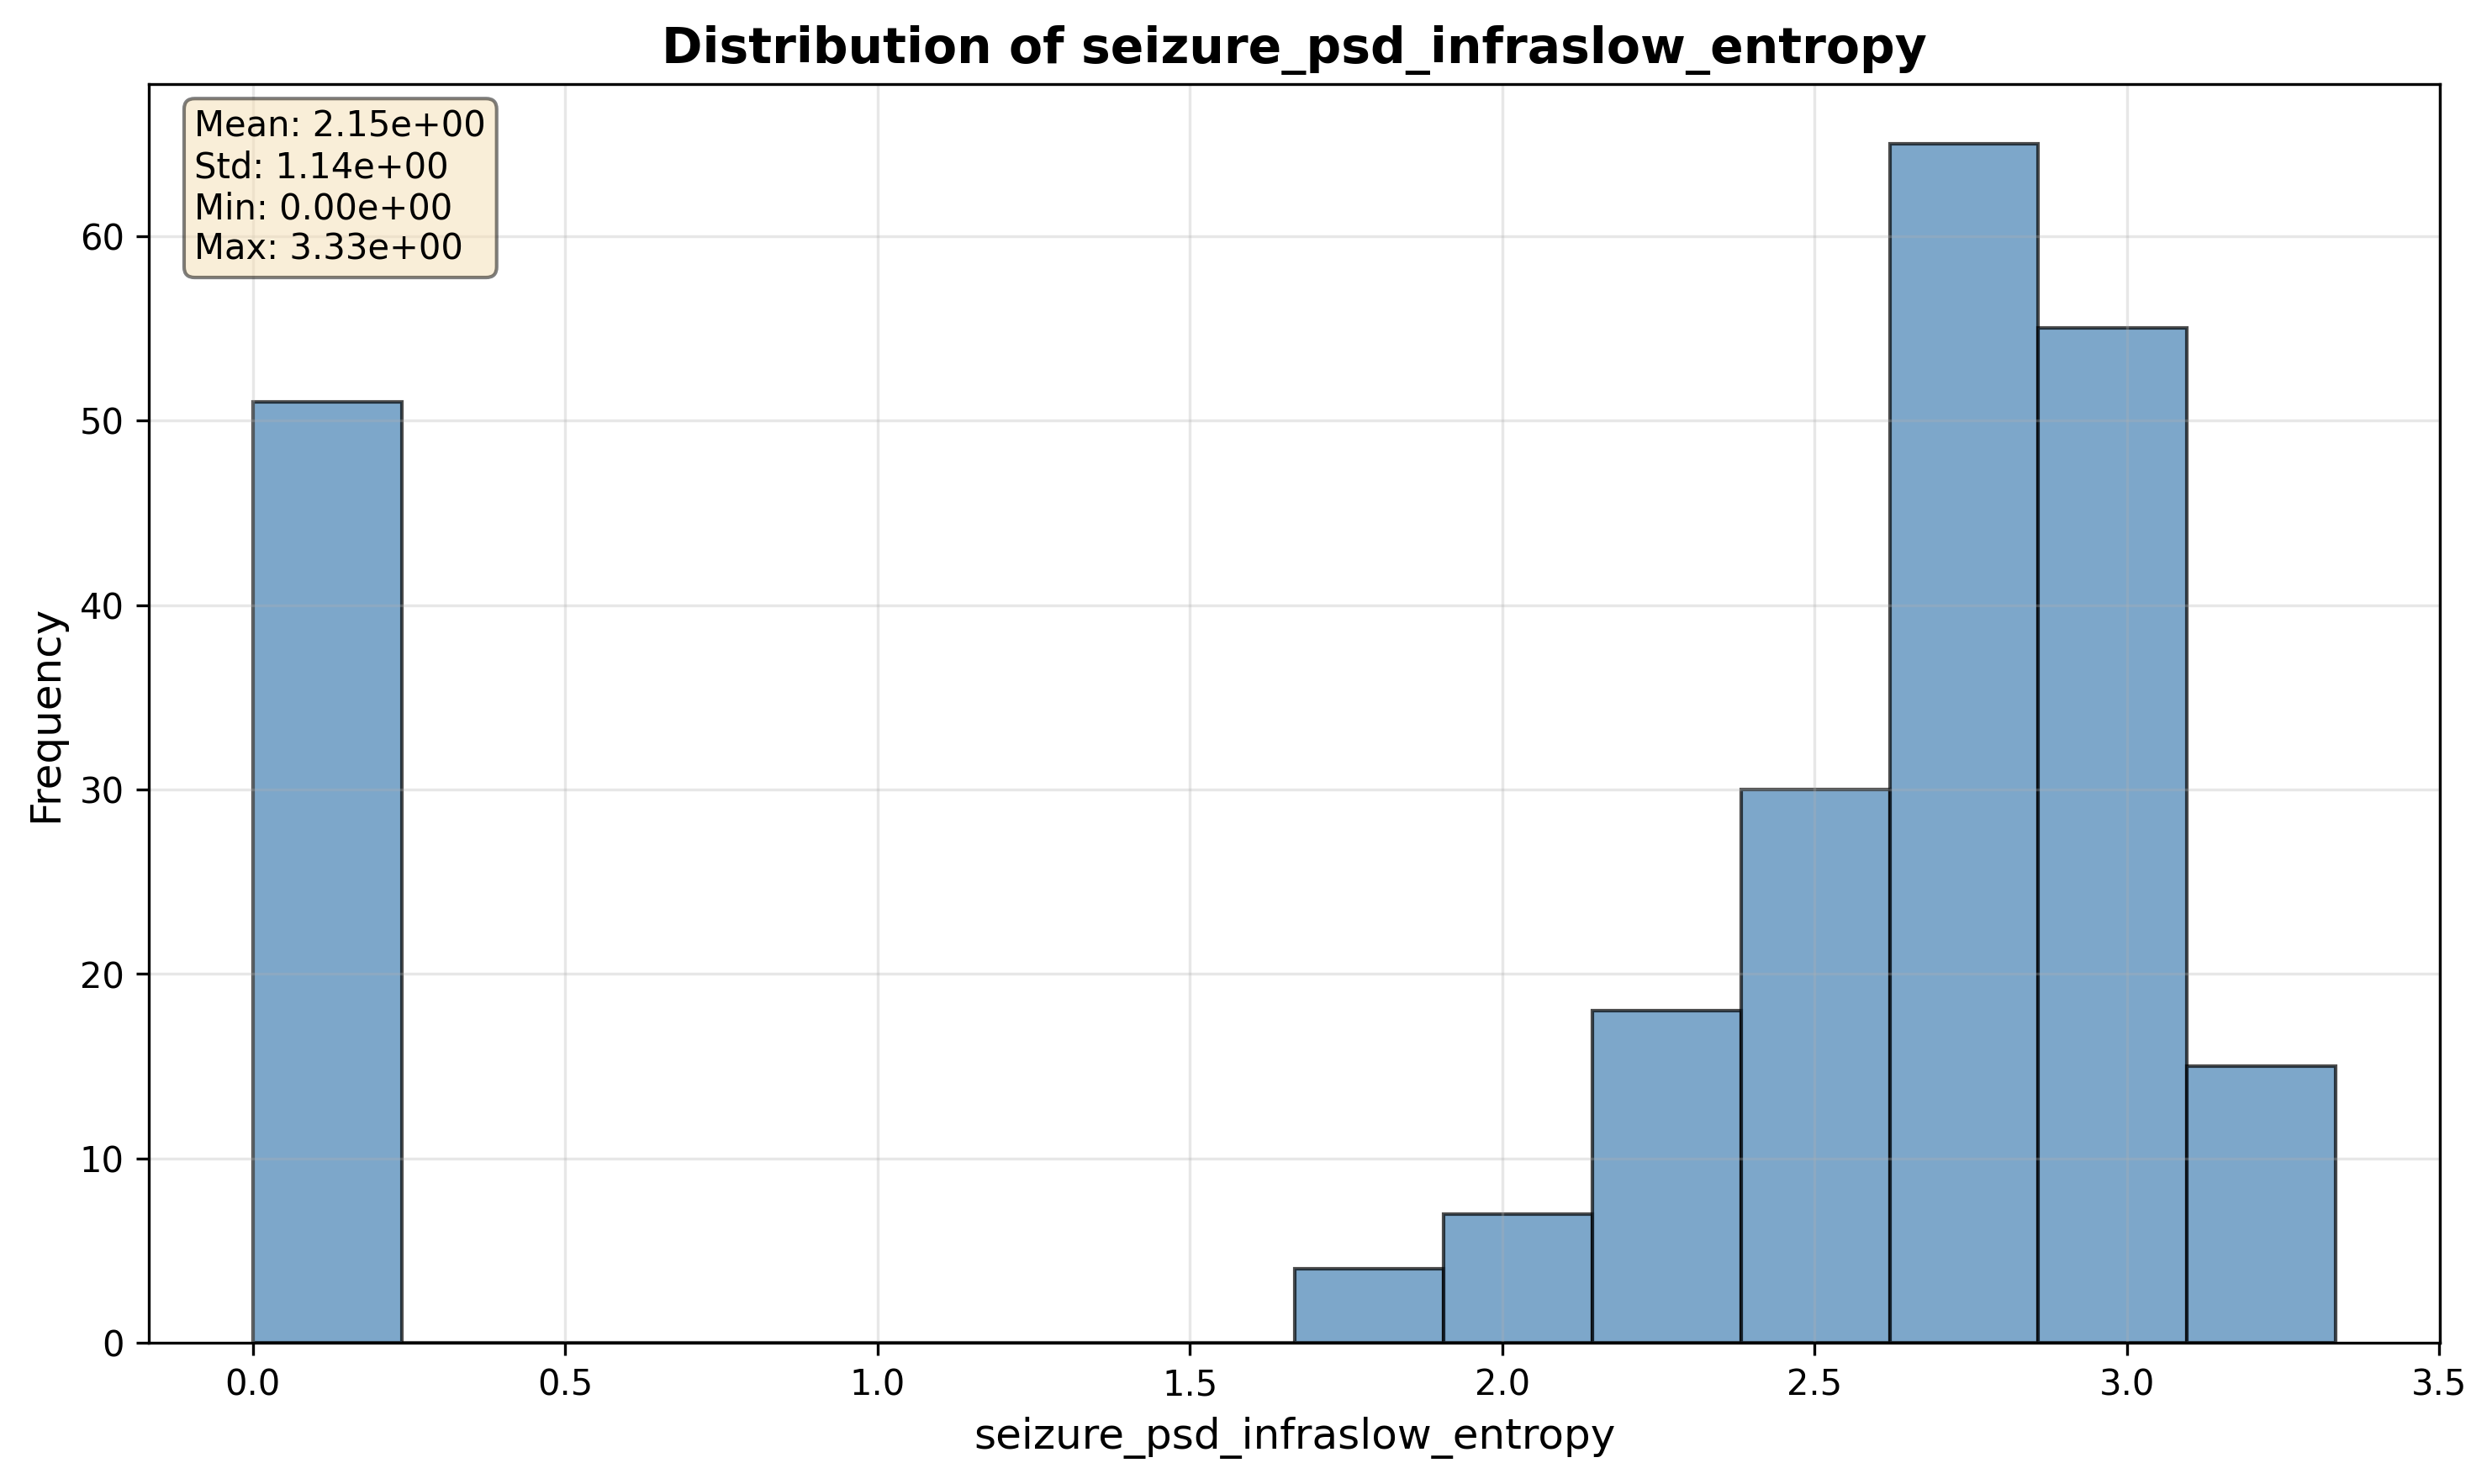 Distribution of seizure_psd_infraslow_entropy
Mean: 2.15e+00
Std: 1.14e+00
Min: 0.00e+00
Max: 3.33e+00
Frequency
60
50
40
30
20
10
0
0.0 0.5 1.0 1.5 2.0 2.5 3.0 3.5
seizure_psd_infraslow_entropy